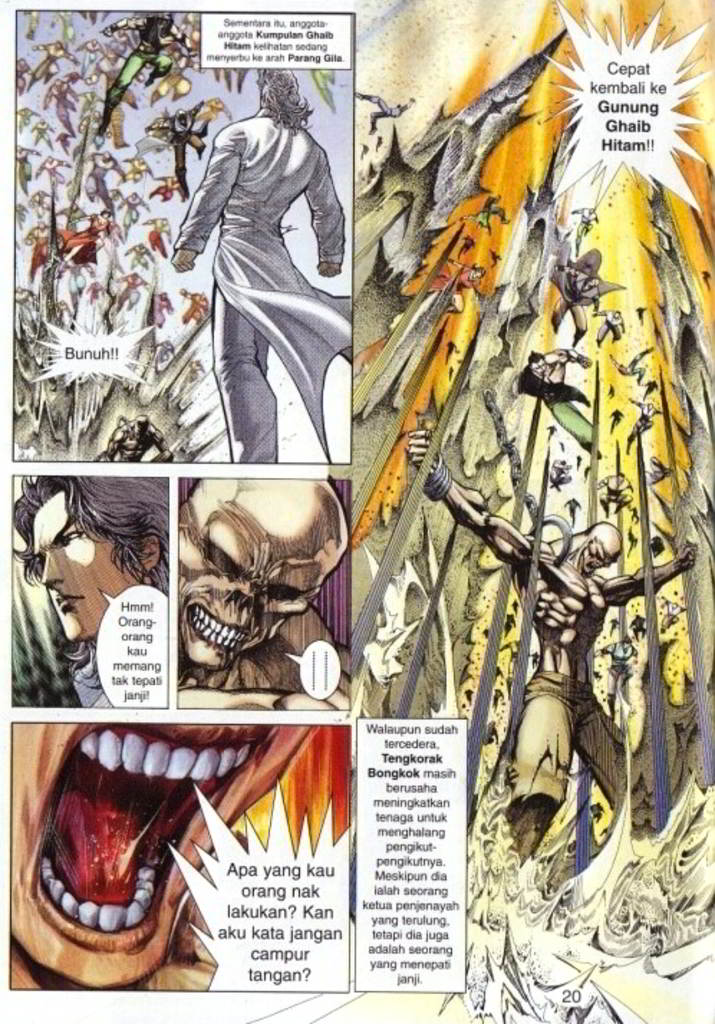 Sementara itu, anggota-
anggota Kumpulan Ghaib
Hitam kelihatan sedang
menyerbu ke arah Parang Gila.
Bunuh!!
Hmm!
Orang-
orang
kau
memang
tak tepati
janji!
Apa yang kau
orang nak
lakukan? Kan
aku kata jangan
campur
tangan?
Cepat
kembali ke
Gunung
Ghaib
Hitam!!
Walaupun sudah
tercedera,
Tengkorak
Bongkok masih
berusaha
meningkatkan
tenaga untuk
menghalang
pengikut-
pengikutnya.
Meskipun dia
ialah seorang
ketua penjenayah
yang terulung,
tetapi dia juga
adalah seorang
yang menepati
janji.
20